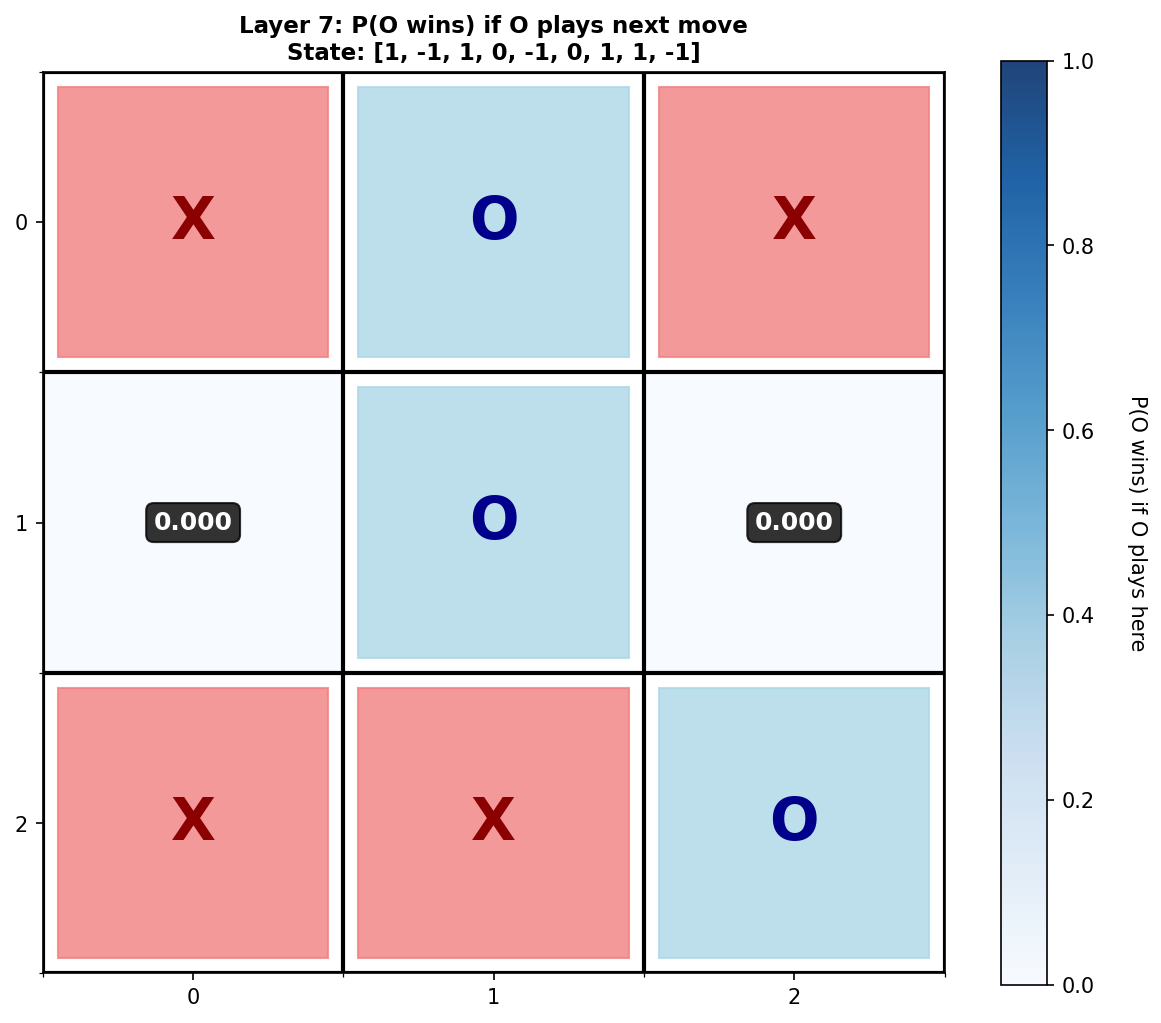 Layer 7: P(O wins) if O plays next move
State: [1, -1, 1, 0, -1, 0, 1, 1, -1]
0
X
O
X
1
0.000
O
0.000
2
X
X
O
0
1
2
1.0
0.8
0.6
0.4
0.2
0.0
P(O wins) if O plays here